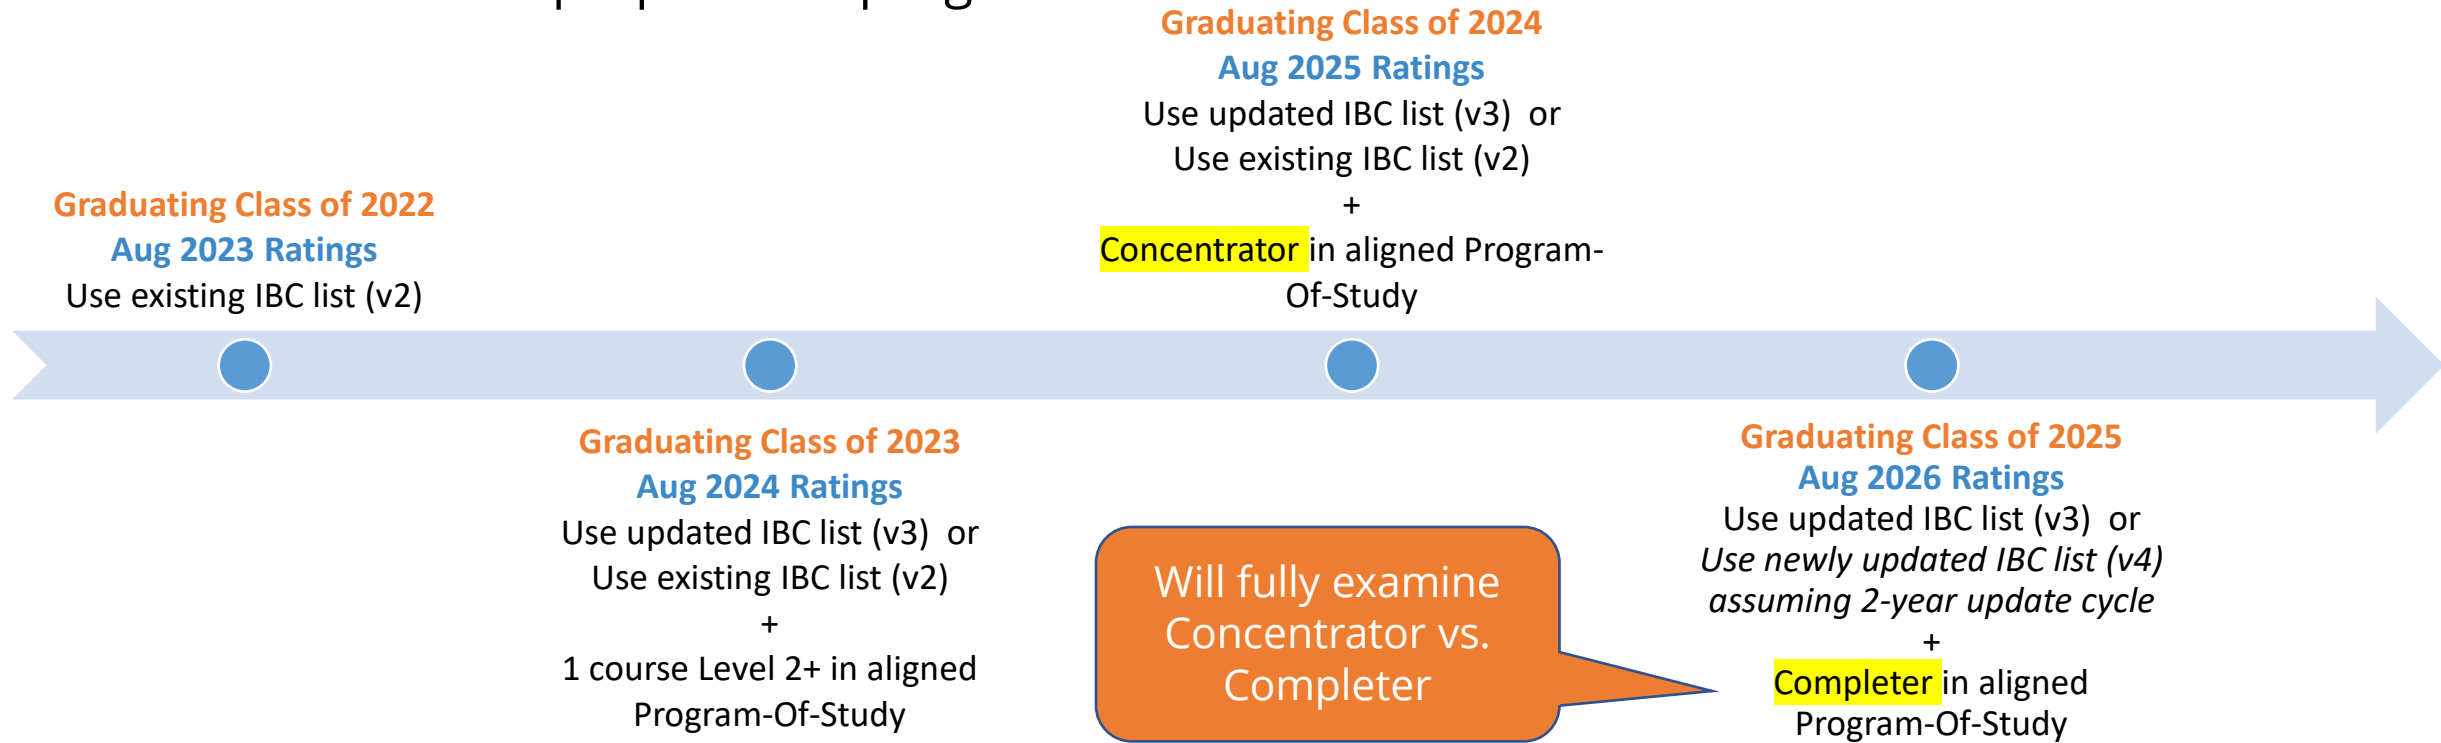 Graduating Class of 2022
Aug 2023 Ratings
Use existing IBC list (v2)
Graduating Class of 2023
Aug 2024 Ratings
Use updated IBC list (v3) or
Use existing IBC list (v2)
+
1 course Level 2+ in aligned
Program-Of-Study
Graduating Class of 2024
Aug 2025 Ratings
Use updated IBC list (v3) or
Use existing IBC list (v2)
+
Concentrator in aligned Program-
Of-Study
Will fully examine
Concentrator vs.
Completer
Graduating Class of 2025
Aug 2026 Ratings
Use updated IBC list (v3) or
Use newly updated IBC list (v4)
assuming 2-year update cycle
+
Completer in aligned
Program-Of-Study